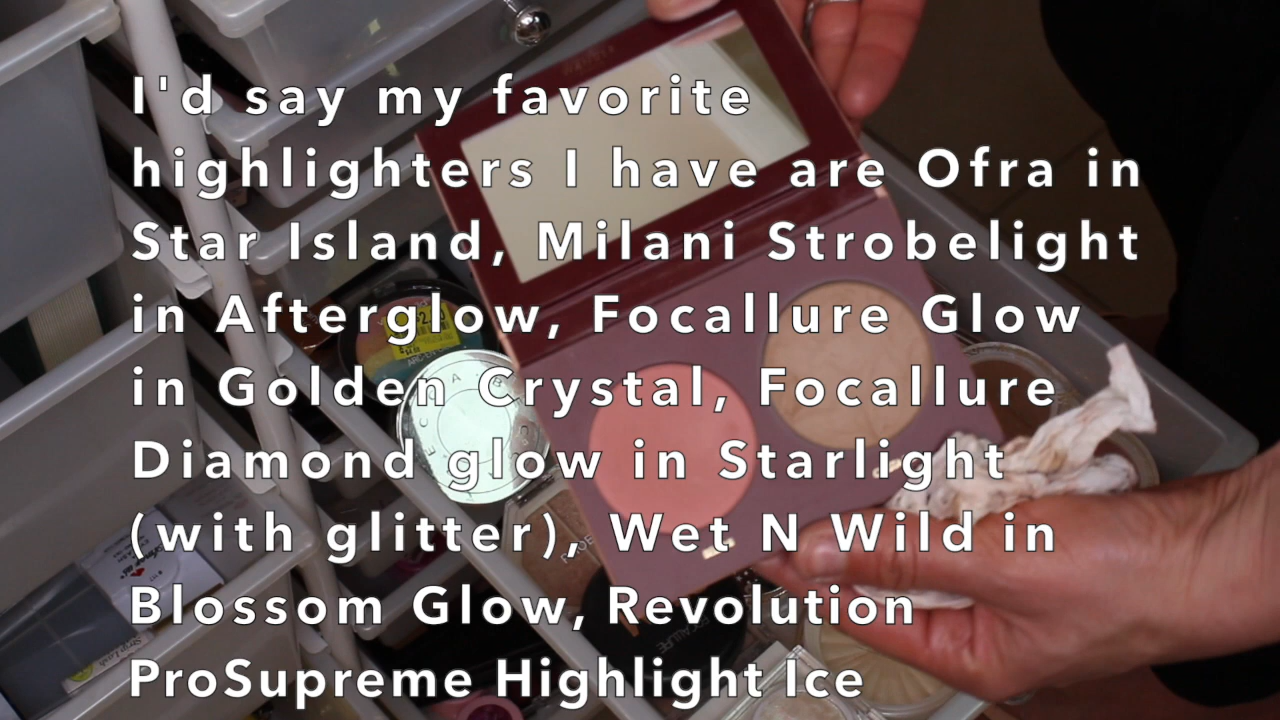 I'd say my favorite
highlighters I have are Ofra in
Star Island, Milani Strobelight
in Afterglow, Focallure Glow
in Golden Crystal, Focallure
Diamond glow in Starlight
(with glitter), Wet N Wild in
Blossom Glow, Revolution
ProSupreme Highlight Ice